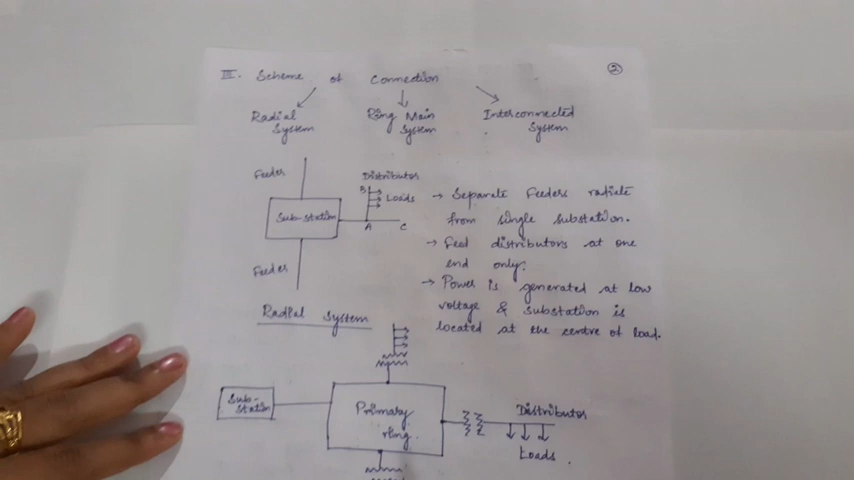 III. Scheme of Connection
2
Radial System
Ring Main System
Interconnected System
Feeder
Distributor
B
Loads
Sub-station
A
C
Feeder
→ Separate Feeders radiate
from single substation.
→ Feed distributors at one
end only.
→ Power is generated at low
voltage & substation is
located at the centre of load.
Radial System
Sub-
station
Primary
ring
Distributor
Loads.